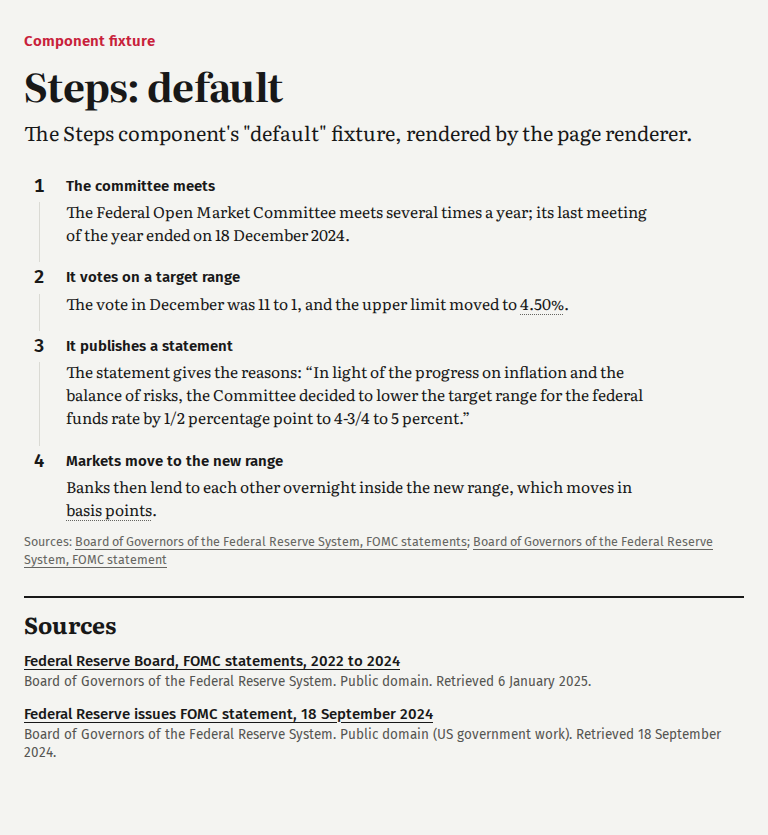 Component fixture
Steps: default
The Steps component's "default" fixture, rendered by the page renderer.
1 The committee meets
The Federal Open Market Committee meets several times a year; its last meeting
of the year ended on 18 December 2024.
2 It votes on a target range
The vote in December was 11 to 1, and the upper limit moved to 4.50%.
3 It publishes a statement
The statement gives the reasons: “In light of the progress on inflation and the
balance of risks, the Committee decided to lower the target range for the federal
funds rate by 1/2 percentage point to 4-3/4 to 5 percent.”
4 Markets move to the new range
Banks then lend to each other overnight inside the new range, which moves in
basis points.
Sources: Board of Governors of the Federal Reserve System, FOMC statements; Board of Governors of the Federal Reserve
System, FOMC statement
Sources
Federal Reserve Board, FOMC statements, 2022 to 2024
Board of Governors of the Federal Reserve System. Public domain. Retrieved 6 January 2025.
Federal Reserve issues FOMC statement, 18 September 2024
Board of Governors of the Federal Reserve System. Public domain (US government work). Retrieved 18 September
2024.